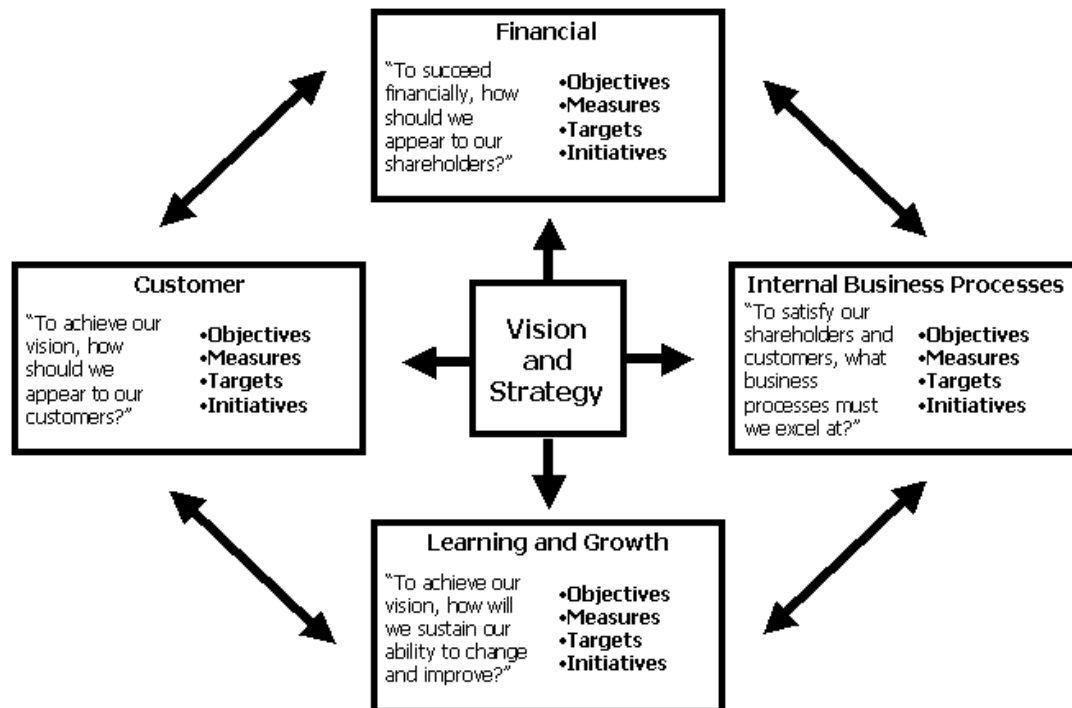 Financial
“To succeed
financially, how
should we
appear to our
shareholders?”
•Objectives
•Measures
•Targets
•Initiatives
Customer
“To achieve our
vision, how
should we
appear to our
customers?”
•Objectives
•Measures
•Targets
•Initiatives
Vision
and
Strategy
Internal Business Processes
“To satisfy our
shareholders and
customers, what
business
processes must
we excel at?”
•Objectives
•Measures
•Targets
•Initiatives
Learning and Growth
“To achieve our
vision, how will
we sustain our
ability to change
and improve?”
•Objectives
•Measures
•Targets
•Initiatives